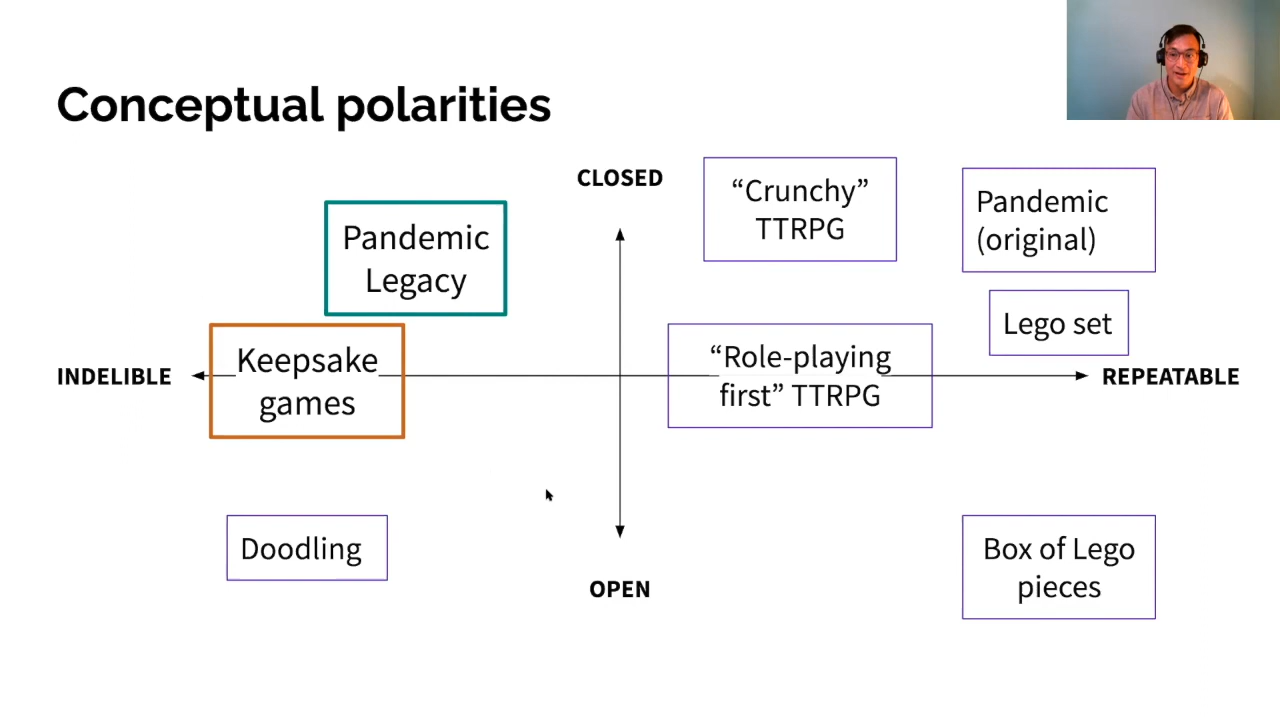 Conceptual polarities
CLOSED
“Crunchy”
TTRPG
Pandemic
(original)
Pandemic
Legacy
Lego set
Keepsake
games
“Role-playing
first” TTRPG
INDELIBLE
REPEATABLE
Doodling
Box of Lego
pieces
OPEN